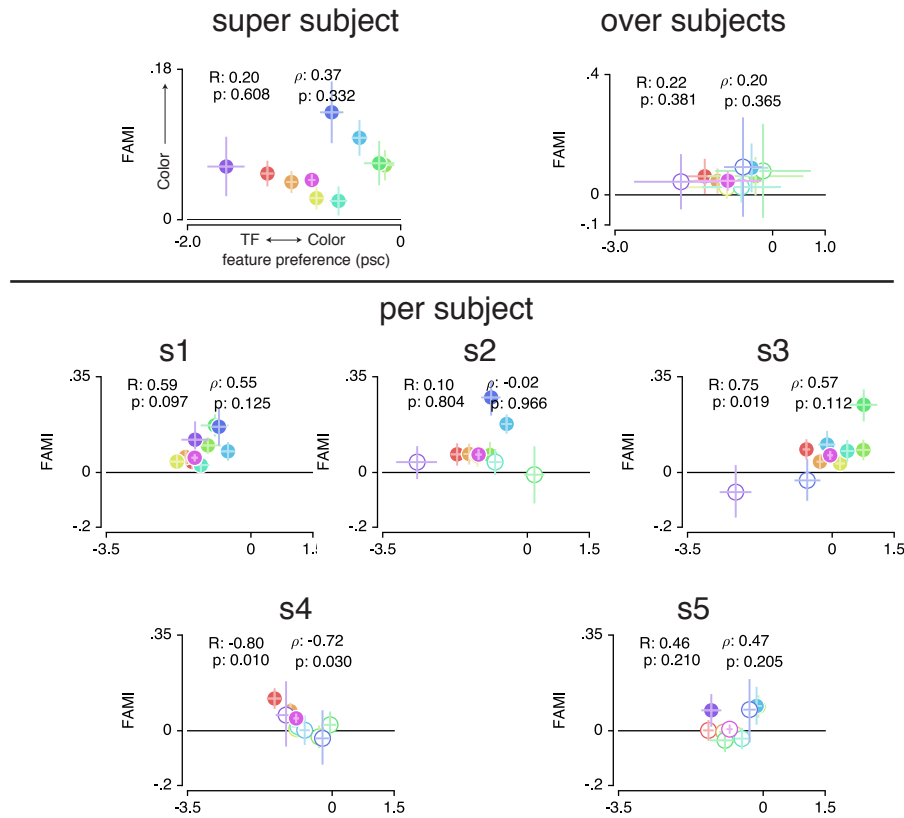 super subject
over subjects
R: 0.20
p: 0.608
ρ: 0.37
p: 0.332
.18
0
FAMI
Color
-2.0
0
TF
Color
feature preference (psc)
R: 0.22
p: 0.381
ρ: 0.20
p: 0.365
.4
0
-.1
FAMI
-3.0
0
1.0
per subject
s1
R: 0.59
p: 0.097
ρ: 0.55
p: 0.125
.35
0
-.2
FAMI
-3.5
0
1.5
s2
R: 0.10
p: 0.804
ρ: -0.02
p: 0.966
.35
0
-.2
FAMI
-3.5
0
1.5
s3
R: 0.75
p: 0.019
ρ: 0.57
p: 0.112
.35
0
-.2
FAMI
-3.5
0
1.5
s4
R: -0.80
p: 0.010
ρ: -0.72
p: 0.030
.35
0
-.2
FAMI
-3.5
0
1.5
s5
R: 0.46
p: 0.210
ρ: 0.47
p: 0.205
.35
0
-.2
FAMI
-3.5
0
1.5